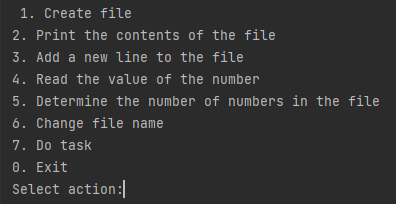 1. Create file
2. Print the contents of the file
3. Add a new line to the file
4. Read the value of the number
5. Determine the number of numbers in the file
6. Change file name
7. Do task
0. Exit
Select action: